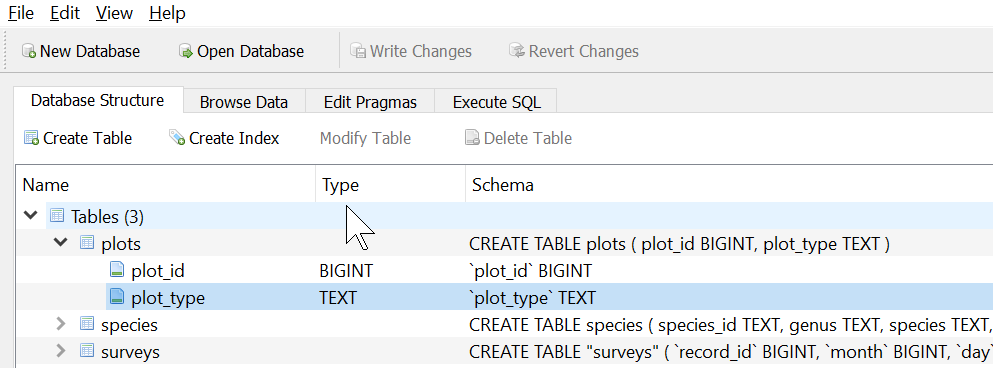 File Edit View Help
New Database Open Database Write Changes Revert Changes
Database Structure Browse Data Edit Pragmas Execute SQL
Create Table Create Index Modify Table Delete Table
Name Type Schema
Tables (3)
plots CREATE TABLE plots ( plot_id BIGINT, plot_type TEXT )
plot_id BIGINT `plot_id` BIGINT
plot_type TEXT `plot_type` TEXT
species CREATE TABLE species ( species_id TEXT, genus TEXT, species TEXT,
surveys CREATE TABLE "surveys" ( `record_id` BIGINT, `month` BIGINT, `day`